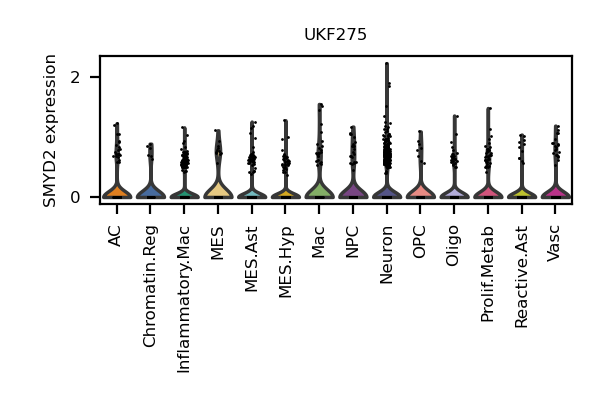 UKF275
SMYD2 expression
2
0
AC
Chromatin.Reg
Inflammatory.Mac
MES
MES.Ast
MES.Hyp
Mac
NPC
Neuron
OPC
Oligo
Prolif.Metab
Reactive.Ast
Vasc